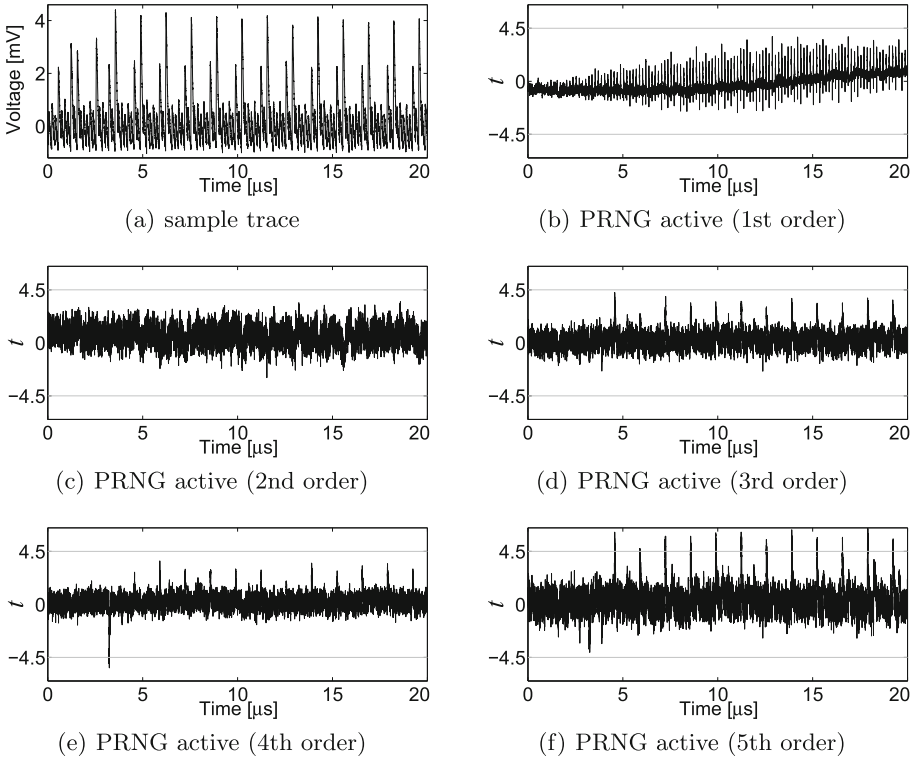 Voltage [mV]
4
2
0
0 5 10 15 20
Time [µs]
(a) sample trace
t
4.5
0
−4.5
0 5 10 15 20
Time [µs]
(b) PRNG active (1st order)
t
4.5
0
−4.5
0 5 10 15 20
Time [µs]
(c) PRNG active (2nd order)
t
4.5
0
−4.5
0 5 10 15 20
Time [µs]
(d) PRNG active (3rd order)
t
4.5
0
−4.5
0 5 10 15 20
Time [µs]
(e) PRNG active (4th order)
t
4.5
0
−4.5
0 5 10 15 20
Time [µs]
(f) PRNG active (5th order)